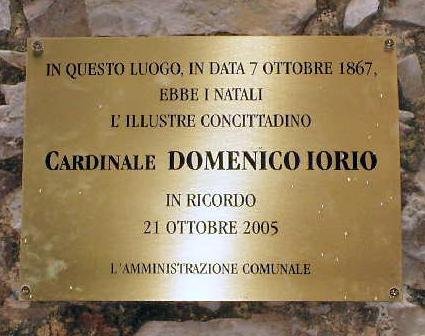 IN QUESTO LUOGO, IN DATA 7 OTTOBRE 1867,
EBBE I NATALI
L' ILLUSTRE CONCITTADINO
CARDINALE DOMENICO IORIO
IN RICORDO
21 OTTOBRE 2005
L'AMMINISTRAZIONE COMUNALE